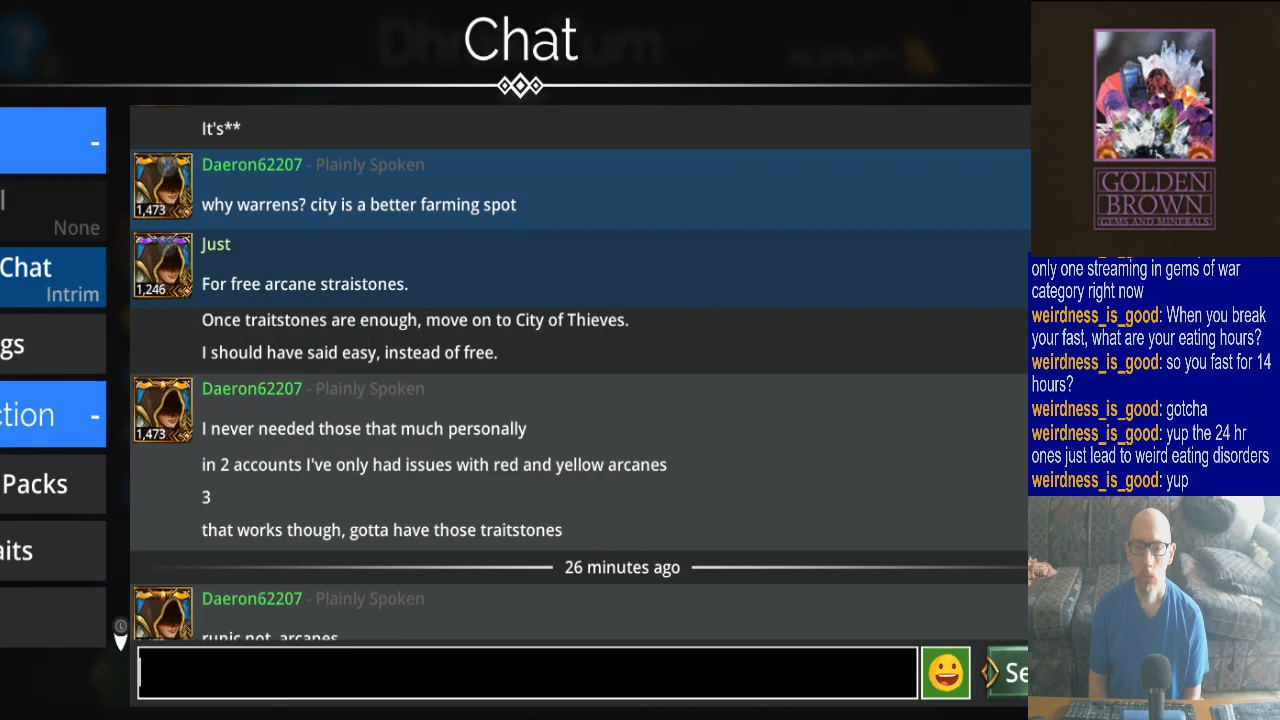 Chat
-
l
None
Chat
Intrim
gs
ction -
Packs
aits
It's**
Daeron62207 - Plainly Spoken
1,473
why warrens? city is a better farming spot
Just
1,246
For free arcane straistones.
Once traitstones are enough, move on to City of Thieves.
I should have said easy, instead of free.
Daeron62207 - Plainly Spoken
1,473
I never needed those that much personally
in 2 accounts I've only had issues with red and yellow arcanes
3
that works though, gotta have those traitstones
26 minutes ago
Daeron62207 - Plainly Spoken
runic not arcanes
Se
GOLDEN
BROWN
GEMS AND MINERALS
only one streaming in gems of war
category right now
weirdness_is_good: When you break
your fast, what are your eating hours?
weirdness_is_good: so you fast for 14
hours?
weirdness_is_good: gotcha
weirdness_is_good: yup the 24 hr
ones just lead to weird eating disorders
weirdness_is_good: yup